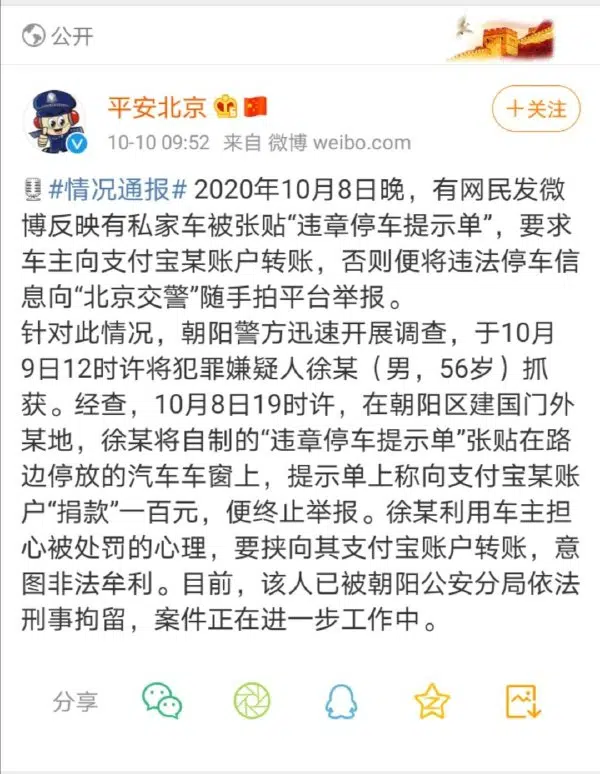 公开
平安北京
+关注
10-10 09:52 来自 微博 weibo.com
#情况通报# 2020年10月8日晚，有网民发微
博反映有私家车被张贴“违章停车提示单”，要求
车主向支付宝某账户转账，否则便将违法停车信
息向“北京交警”随手拍平台举报。
针对此情况，朝阳警方迅速开展调查，于10月
9日12时许将犯罪嫌疑人徐某（男，56岁）抓
获。经查，10月8日19时许，在朝阳区建国门外
某地，徐某将自制的“违章停车提示单”张贴在路
边停放的汽车车窗上，提示单上称向支付宝某账
户“捐款”一百元，便终止举报。徐某利用车主担
心被处罚的心理，要挟向其支付宝账户转账，意
图非法牟利。目前，该人已被朝阳公安分局依法
刑事拘留，案件正在进一步工作中。
分享